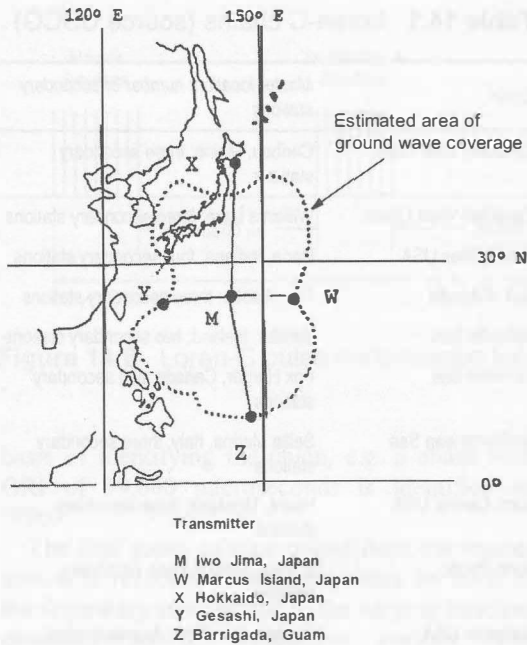 120° E
150° E
Estimated area of
ground wave coverage
X
30° N
Y
M
W
Z
0°
Transmitter
M Iwo Jima, Japan
W Marcus Island, Japan
X Hokkaido, Japan
Y Gesashi, Japan
Z Barrigada, Guam